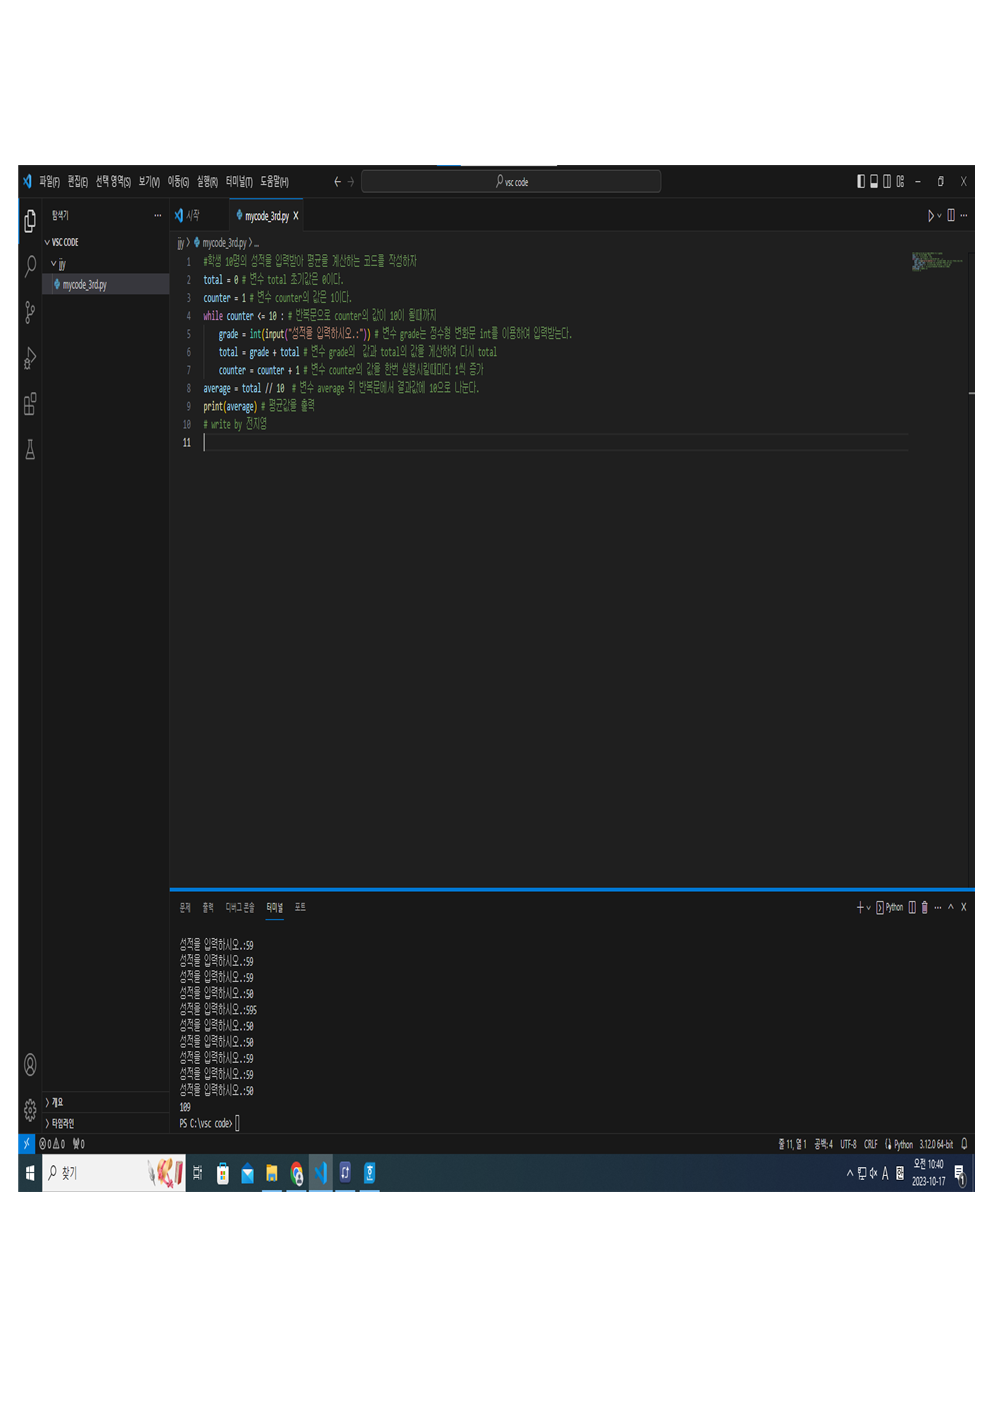 파일(F) 편집(E) 선택 영역(S) 보기(V) 이동(G) 실행(R) 터미널(T) 도움말(H) vsc code
탐색기 시작 mycode_3rd.py
VSC CODE
jjy > mycode_3rd.py > ...
jjy
mycode_3rd.py
1 #학생 10명의 성적을 입력받아 평균을 계산하는 코드를 작성하자
2 total = 0 # 변수 total 초기값은 0이다.
3 counter = 1 # 변수 counter의 값은 1이다.
4 while counter <= 10 : # 반복문으로 counter의 값이 10이 될때까지
5 grade = int(input("성적을 입력하시오.:")) # 변수 grade는 정수형 변화문 int를 이용하여 입력받는다.
6 total = grade + total # 변수 grade의 값과 total의 값을 계산하여 다시 total
7 counter = counter + 1 # 변수 counter의 값을 한번 실행시킬때마다 1씩 증가
8 average = total // 10 # 변수 average 위 반복문에서 결과값에 10으로 나눈다.
9 print(average) # 평균값을 출력
10 # write by 전지영
11
문제 출력 디버그 콘솔 터미널 포트 Python
성적을 입력하시오.:59
성적을 입력하시오.:59
성적을 입력하시오.:59
성적을 입력하시오.:50
성적을 입력하시오.:595
성적을 입력하시오.:50
성적을 입력하시오.:50
성적을 입력하시오.:59
성적을 입력하시오.:59
성적을 입력하시오.:50
109
PS C:\vsc code>
개요
타임라인
0 0 0 줄 11, 열 1 공백: 4 UTF-8 CRLF Python 3.12.0 64-bit
찾기 A 한 오전 10:40
2023-10-17 1